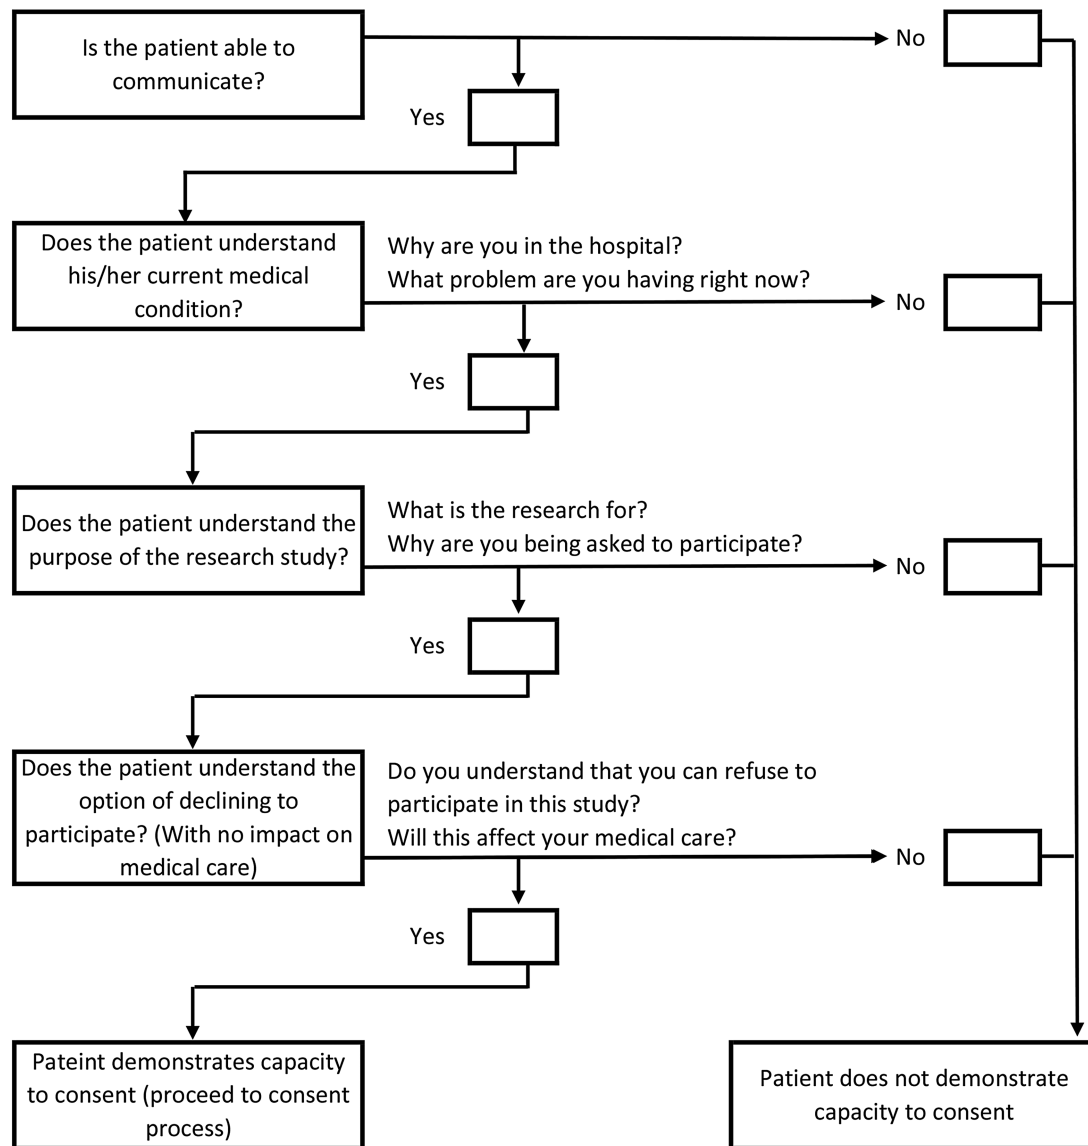 Is the patient able to
communicate?
No
Yes
Does the patient understand
his/her current medical
condition?
Why are you in the hospital?
What problem are you having right now?
No
Yes
Does the patient understand the
purpose of the research study?
What is the research for?
Why are you being asked to participate?
No
Yes
Does the patient understand the
option of declining to
participate? (With no impact on
medical care)
Do you understand that you can refuse to
participate in this study?
Will this affect your medical care?
No
Yes
Pateint demonstrates capacity
to consent (proceed to consent
process)
Patient does not demonstrate
capacity to consent